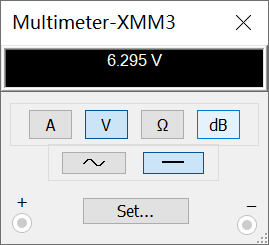 Multimeter-XMM3
6.295 V
A V Ω dB
Set...
+ −